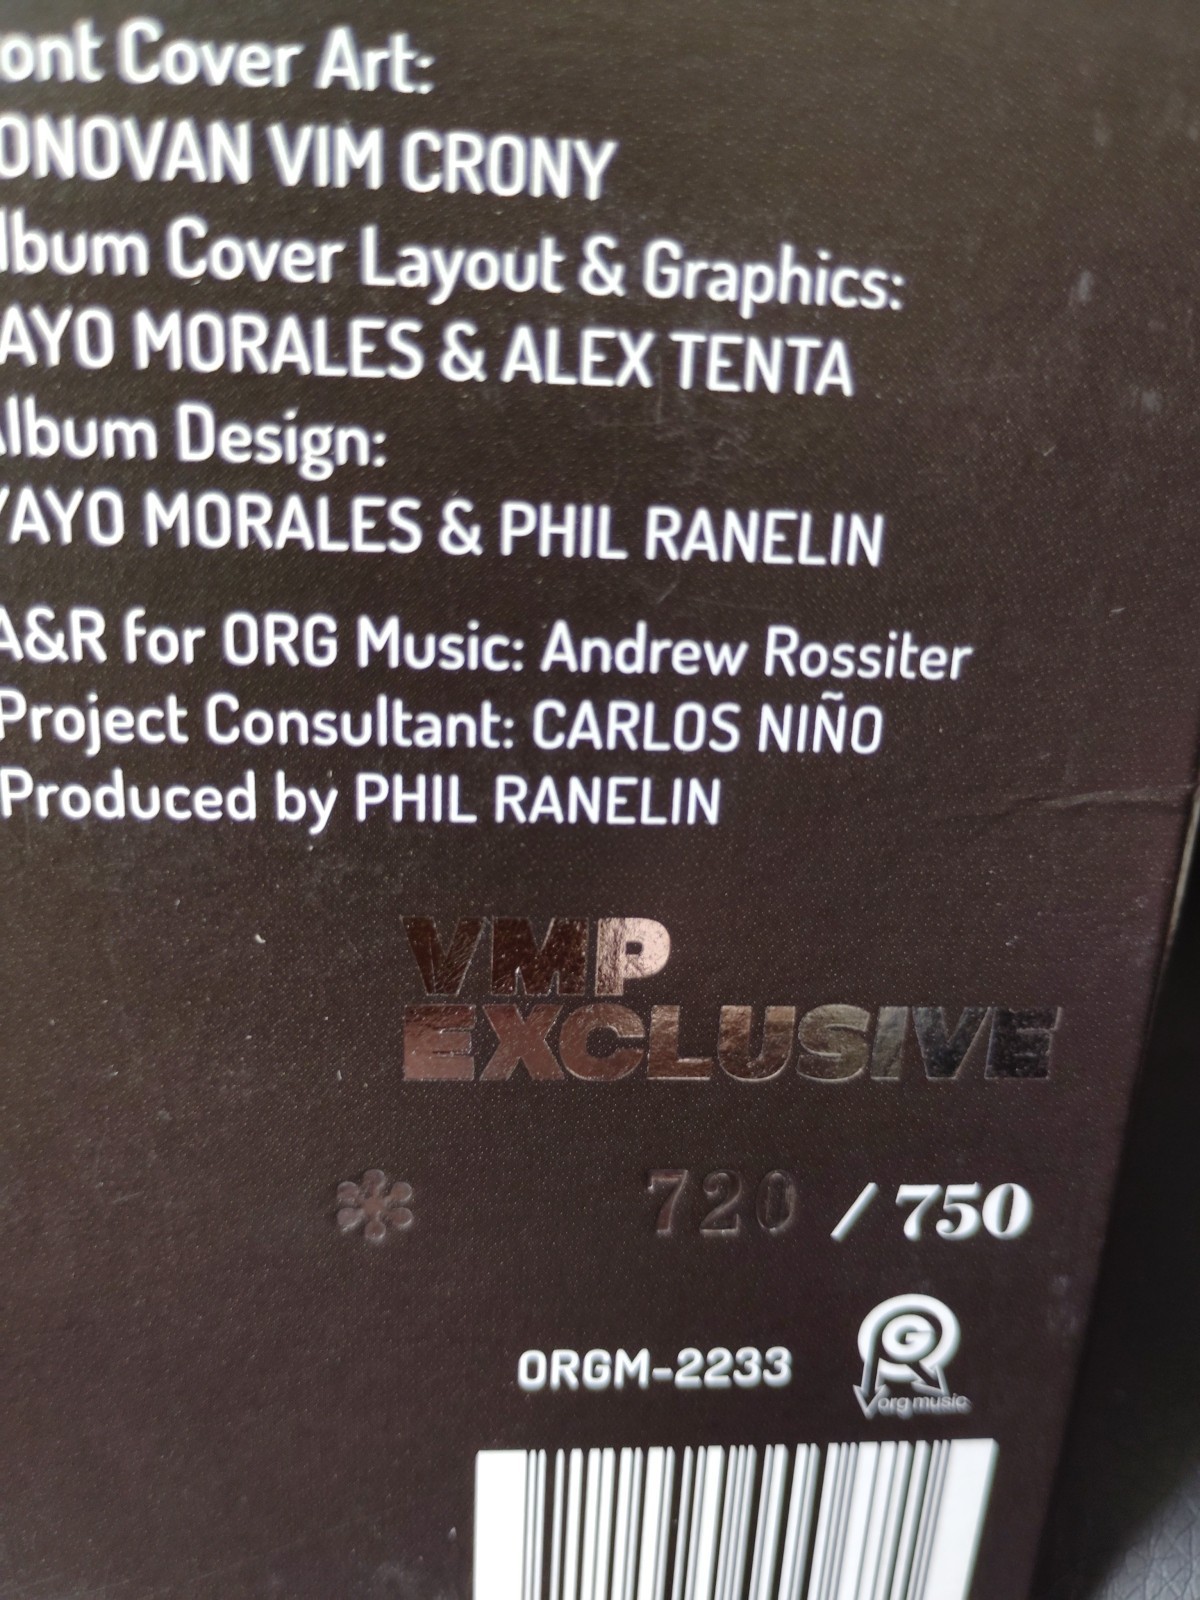 ont Cover Art:
ONOVAN VIM CRONY
lbum Cover Layout & Graphics:
AYO MORALES & ALEX TENTA
Album Design:
YAYO MORALES & PHIL RANELIN
A&R for ORG Music: Andrew Rossiter
Project Consultant: CARLOS NIÑO
Produced by PHIL RANELIN
VMP
EXCLUSIVE
720 / 750
ORGM-2233
org music